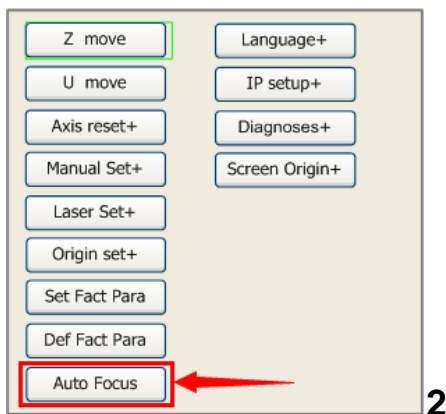 Z move
U move
Axis reset+
Manual Set+
Laser Set+
Origin set+
Set Fact Para
Def Fact Para
Auto Focus
Language+
IP setup+
Diagnoses+
Screen Origin+
2